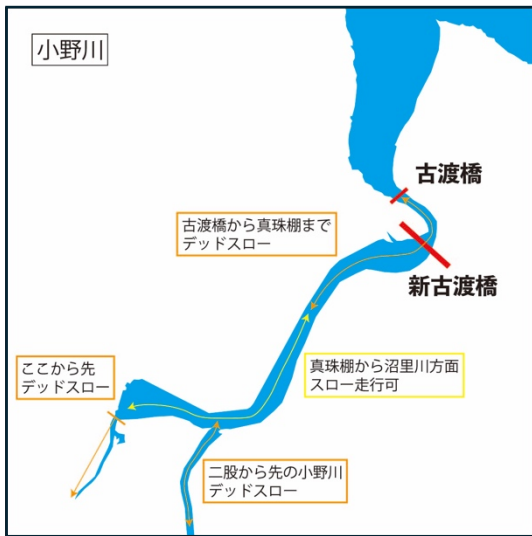 小野川
古渡橋
古渡橋から真珠棚まで
デッドスロー
新古渡橋
真珠棚から沼里川方面
スロー走行可
ここから先
デッドスロー
二股から先の小野川
デッドスロー